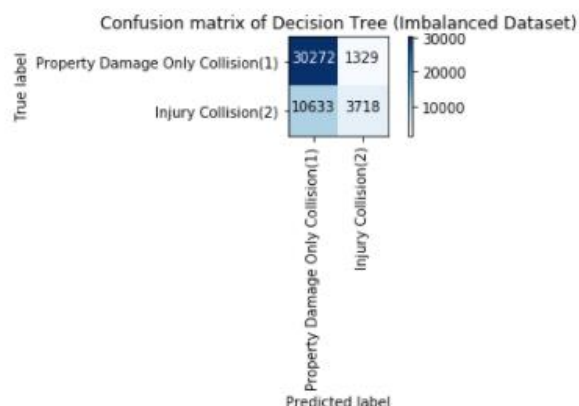 Confusion matrix of Decision Tree (Imbalanced Dataset)
True label
Property Damage Only Collision(1)
30272 1329
Injury Collision(2)
10633 3718
30000
20000
10000
Property Damage Only Collision(1)
Injury Collision(2)
Predicted label